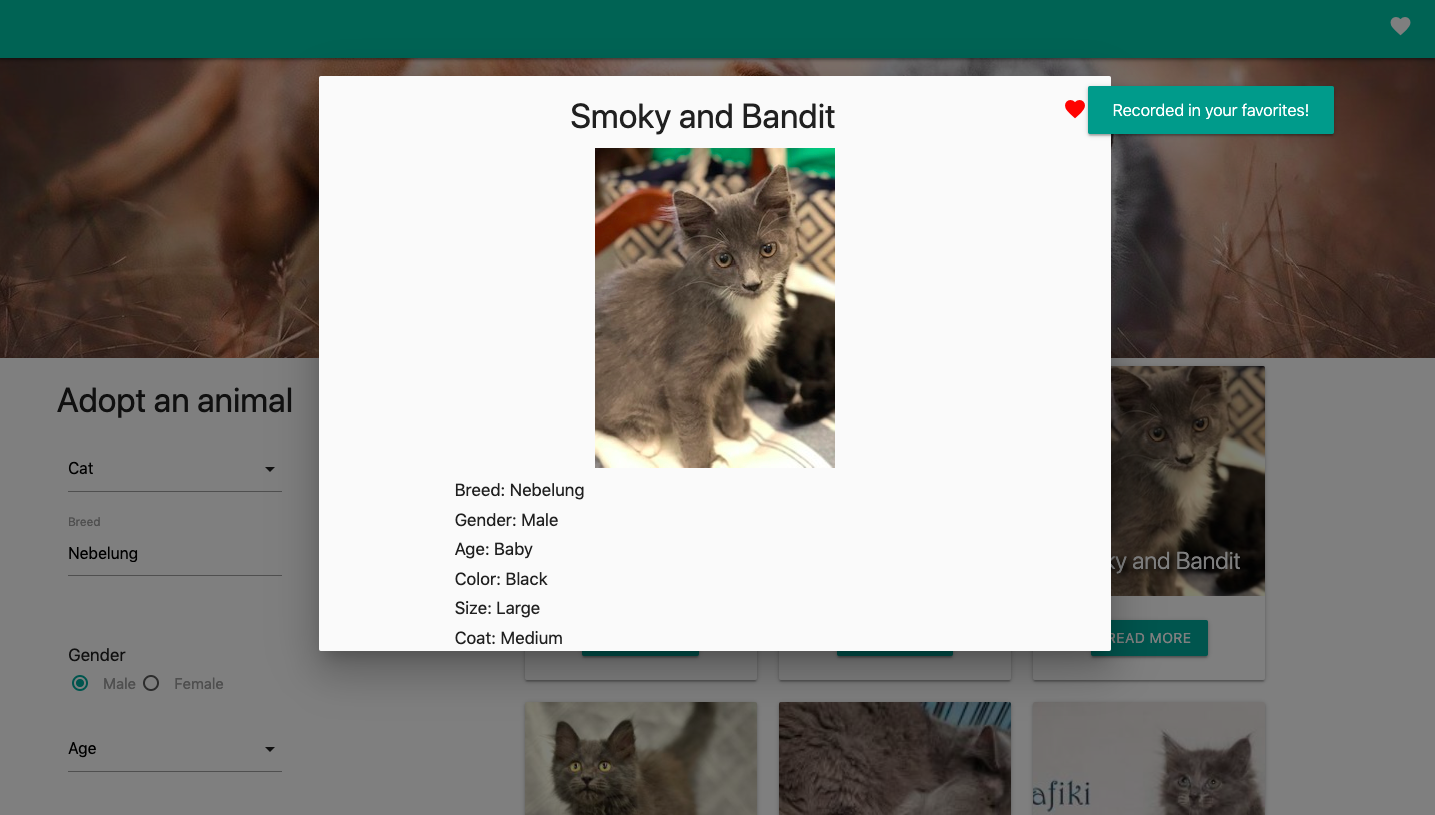 Smoky and Bandit
Recorded in your favorites!
Breed: Nebelung
Gender: Male
Age: Baby
Color: Black
Size: Large
Coat: Medium
Adopt an animal
Cat
Breed
Nebelung
Gender
Male Female
Age
ky and Bandit
READ MORE
afiki